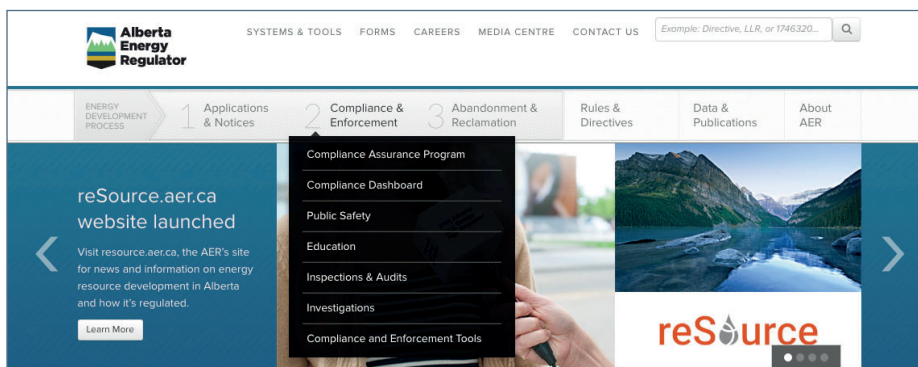 Alberta
Energy
Regulator
SYSTEMS & TOOLS FORMS CAREERS MEDIA CENTRE CONTACT US
Example: Directive, LLR, or 1746320...
ENERGY
DEVELOPMENT
PROCESS
1 Applications
& Notices
2 Compliance &
Enforcement
3 Abandonment &
Reclamation
Rules &
Directives
Data &
Publications
About
AER
Compliance Assurance Program
Compliance Dashboard
Public Safety
Education
Inspections & Audits
Investigations
Compliance and Enforcement Tools
reSource.aer.ca
website launched
Visit resource.aer.ca, the AER's site
for news and information on energy
resource development in Alberta
and how it's regulated.
Learn More
reSource